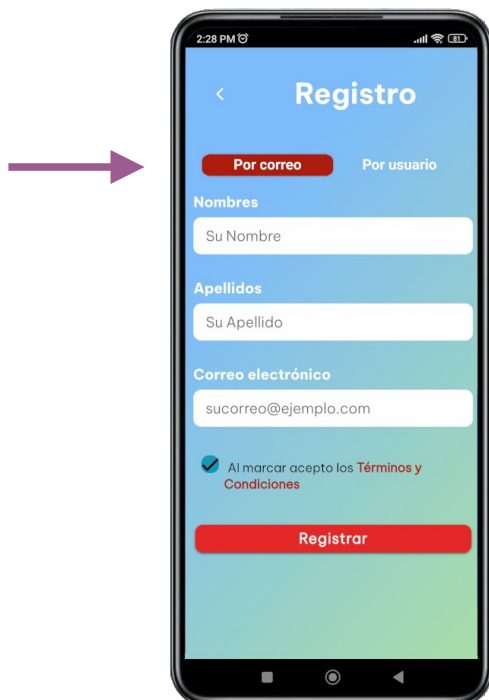 2:28 PM
81
Registro
Por correo
Por usuario
Nombres
Su Nombre
Apellidos
Su Apellido
Correo electrónico
sucorreo@ejemplo.com
Al marcar acepto los Términos y
Condiciones
Registrar